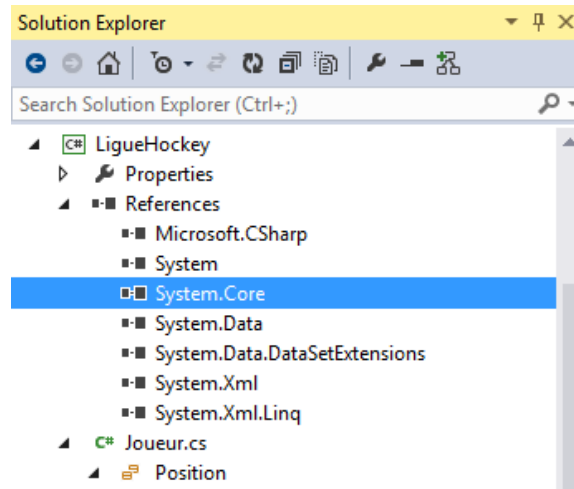 Solution Explorer
Search Solution Explorer (Ctrl+;)
C# LigueHockey
Properties
References
Microsoft.CSharp
System
System.Core
System.Data
System.Data.DataSetExtensions
System.Xml
System.Xml.Linq
C# Joueur.cs
Position